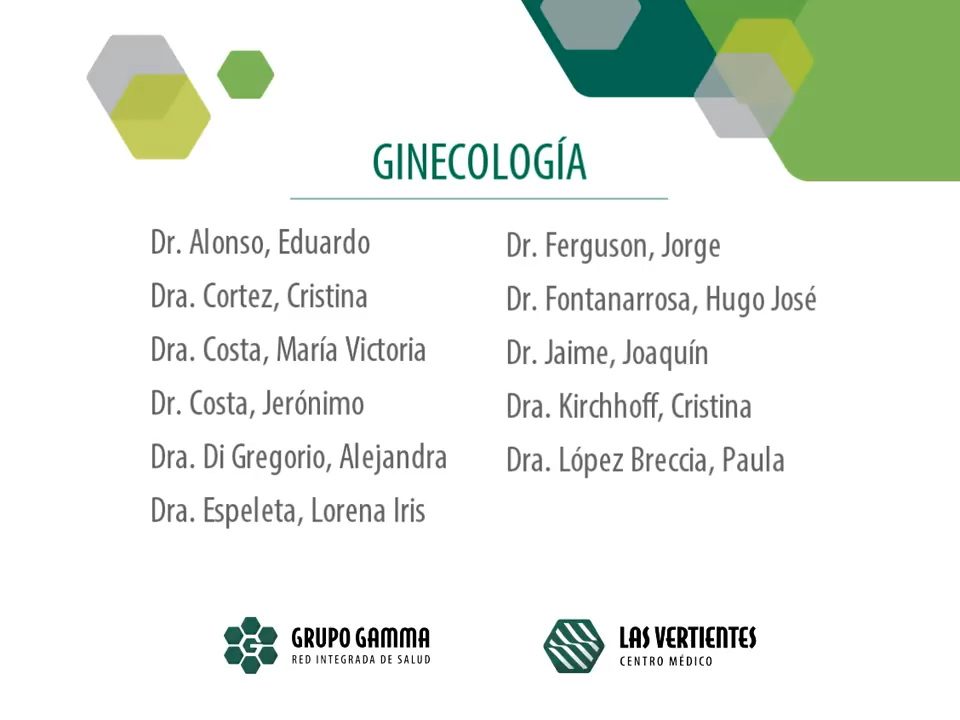 GINECOLOGÍA
Dr. Alonso, Eduardo
Dra. Cortez, Cristina
Dra. Costa, María Victoria
Dr. Costa, Jerónimo
Dra. Di Gregorio, Alejandra
Dra. Espeleta, Lorena Iris
Dr. Ferguson, Jorge
Dr. Fontanarrosa, Hugo José
Dr. Jaime, Joaquín
Dra. Kirchhoff, Cristina
Dra. López Breccia, Paula
GRUPO GAMMA
RED INTEGRADA DE SALUD
LAS VERTIENTES
CENTRO MÉDICO